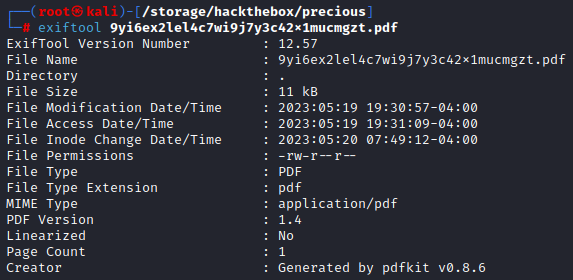 ┌──(root㉿kali)-[/storage/hackthebox/precious]
└─# exiftool 9yi6ex2lel4c7wi9j7y3c42×1mucmgzt.pdf
ExifTool Version Number : 12.57
File Name : 9yi6ex2lel4c7wi9j7y3c42×1mucmgzt.pdf
Directory : .
File Size : 11 kB
File Modification Date/Time : 2023:05:19 19:30:57-04:00
File Access Date/Time : 2023:05:19 19:31:09-04:00
File Inode Change Date/Time : 2023:05:20 07:49:12-04:00
File Permissions : -rw-r--r--
File Type : PDF
File Type Extension : pdf
MIME Type : application/pdf
PDF Version : 1.4
Linearized : No
Page Count : 1
Creator : Generated by pdfkit v0.8.6